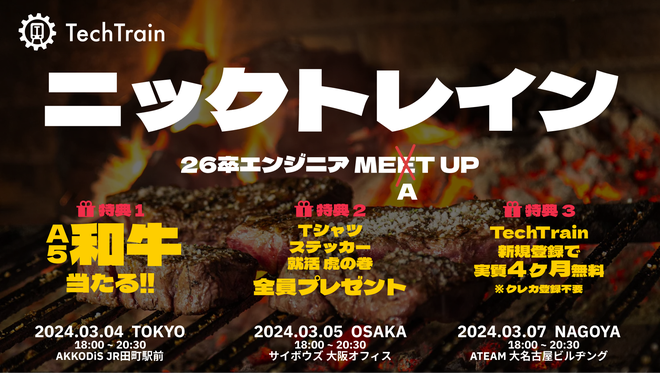 TechTrain
ニックトレイン
26卒エンジニア MEET UP
A
特典 1
A5和牛
当たる!!
特典 2
Tシャツ
ステッカー
就活 虎の巻
全員プレゼント
特典 3
TechTrain
新規登録で
実質4ヶ月無料
※ クレカ登録不要
2024.03.04 TOKYO
18:00 ~ 20:30
AKKODiS JR田町駅前
2024.03.05 OSAKA
18:00 ~ 20:30
サイボウズ 大阪オフィス
2024.03.07 NAGOYA
18:00 ~ 20:30
ATEAM 大名古屋ビルヂング